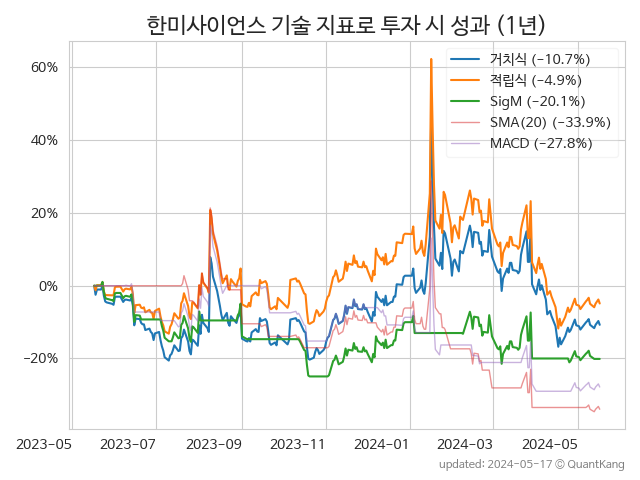 한미사이언스 기술 지표로 투자 시 성과 (1년)
60%
40%
20%
0%
−20%
거치식 (−10.7%)
적립식 (−4.9%)
SigM (−20.1%)
SMA(20) (−33.9%)
MACD (−27.8%)
2023−05 2023−07 2023−09 2023−11 2024−01 2024−03 2024−05
updated: 2024−05−17 © QuantKang